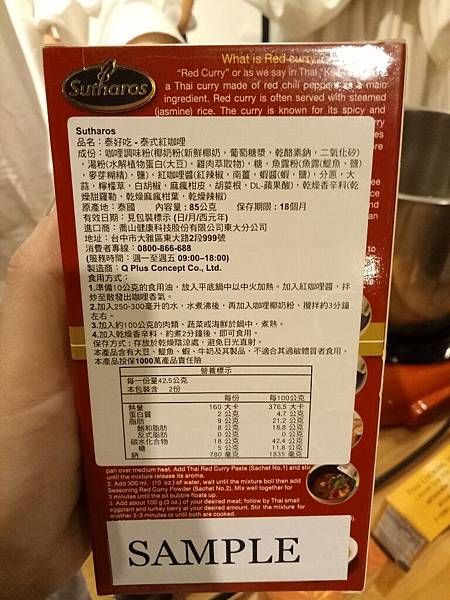 What is Red curry
Sutharos
"Red Curry" or as we say in Thai
a Thai curry made of red chili peppers as a main
ingredient. Red curry is often served with steamed
(jasmine) rice. The curry is known for its spicy and
Sutharos
品名：泰好吃 - 泰式紅咖哩
成份：咖哩調味粉(椰奶粉(新鮮椰奶，葡萄糖漿，乾酪素鈉，二氧化矽)
，湯粉(水解植物蛋白(大豆)，雞肉萃取物)，糖，魚露粉(魚露(鯷魚，鹽)
，麥芽糊精)，鹽)，紅咖哩醬(紅辣椒，南薑，蝦醬(蝦，鹽)，分蔥，大
蒜，檸檬草，白胡椒，麻瘋柑皮，胡荽根，DL-蘋果酸)，乾燥香辛料(乾
燥甜羅勒，乾燥麻瘋柑葉，乾燥辣椒)
原產地：泰國 內容量：85公克 保存期限：18個月
有效日期：見包裝標示 (日/月/西元年)
進口商：喬山健康科技股份有限公司東大分公司
地址：台中市大雅區東大路2段999號
消費者專線：0800-866-688
(服務時間：週一至週五 09:00–18:00)
製造商：Q Plus Concept Co., Ltd.
食用方式：
1.準備10公克的食用油，放入平底鍋中以中火加熱。加入紅咖哩醬，拌
炒至散發出咖哩香氣。
2.加入250-300毫升的水，水煮沸後，再加入咖哩椰奶粉，攪拌約3分鐘
左右。
3.加入約100公克的肉類、蔬菜或海鮮於鍋中，煮熟。
4.加入乾燥香辛料，約煮2分鐘後，即可食用。
保存方式：存放於乾燥陰涼處，避免日光直射。
本產品含有大豆、鯷魚、蝦、牛奶及其製品，不適合其過敏體質者食用。
本產品投保1000萬產品責任險
營養標示
每一份量42.5公克
本包裝含 2份
每份 每100公克
熱量 160 大卡 376.5 大卡
蛋白質 2 公克 4.7 公克
脂肪 9 公克 21.2 公克
飽和脂肪 8 公克 18.8 公克
反式脂肪 0 公克 0 公克
碳水化合物 18 公克 42.4 公克
糖 5 公克 11.8 公克
鈉 780 毫克 1835 毫克
pan over medium heat. Add Thai Red Curry Paste (Sachet No.1) and stir
until the mixture release its aroma.
2. Add 300 mL. (10 oz.) of water, wait until the mixture boil then add
Seasoning Red Curry Powder (Sachet No.2). Mix well together for
3 minutes until the oil bubble floats up.
3. Add about 100 g (3 oz.) of your desired meat; follow by Thai small
eggplant and turkey berry at your desired amount. Stir the mixture for
another 2-3 minutes or until both are cooked.
SAMPLE